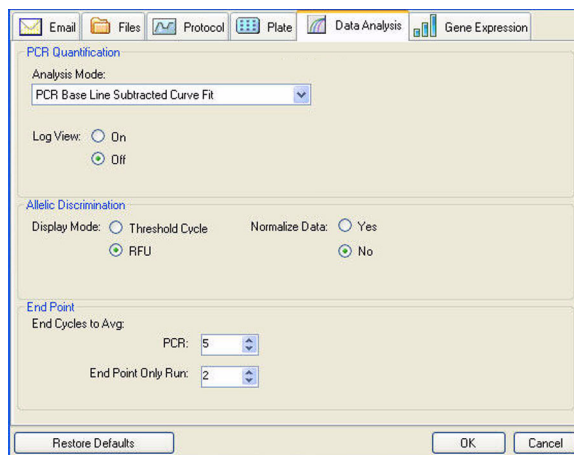 Email Files Protocol Plate Data Analysis Gene Expression
PCR Quantification
Analysis Mode:
PCR Base Line Subtracted Curve Fit
Log View: On
Off
Allelic Discrimination
Display Mode: Threshold Cycle Normalize Data: Yes
RFU No
End Point
End Cycles to Avg:
PCR: 5
End Point Only Run: 2
Restore Defaults OK Cancel